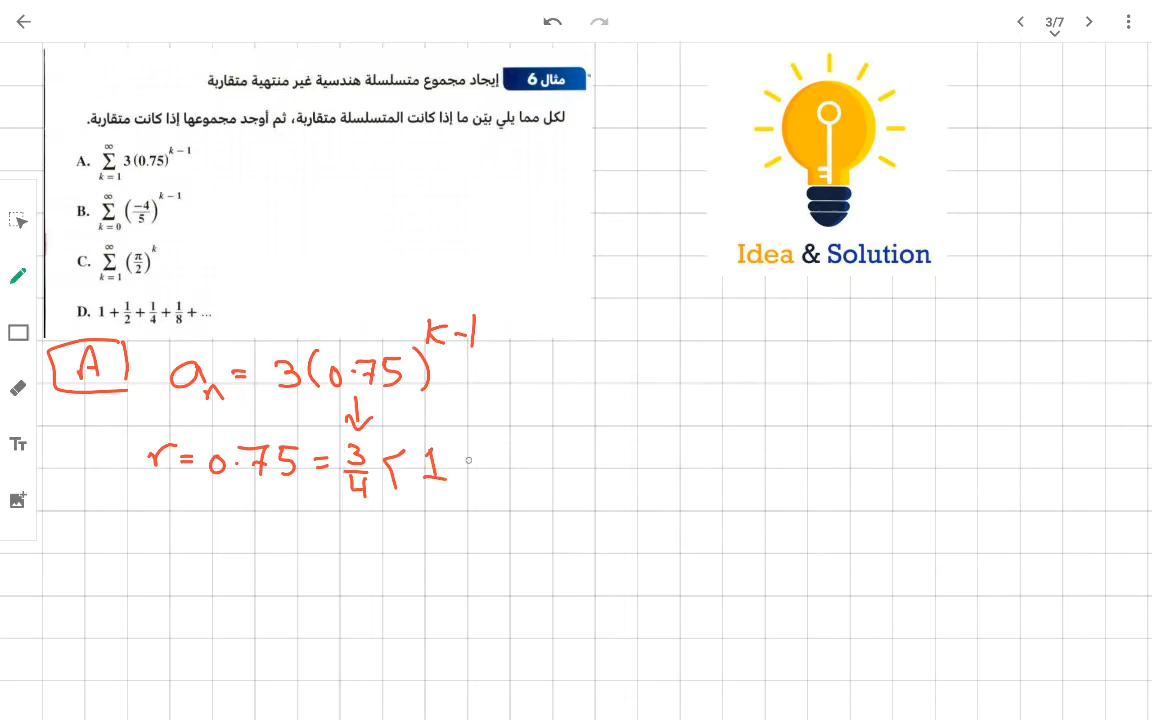 3/7
مثال 6 إيجاد مجموع متسلسلة هندسية غير منتهية متقاربة
لكل مما يلي بيّن ما إذا كانت المتسلسلة متقاربة، ثم أوجد مجموعها إذا كانت متقاربة.
A. ∑_{k=1}^{∞} 3(0.75)^{k-1}
B. ∑_{k=0}^{∞} (-4/5)^{k-1}
C. ∑_{k=1}^{∞} (π/2)^{k}
D. 1 + 1/2 + 1/4 + 1/8 + ...
Idea & Solution
A a_n = 3(0.75)^{k-1}
r = 0.75 = 3/4 < 1
Tт